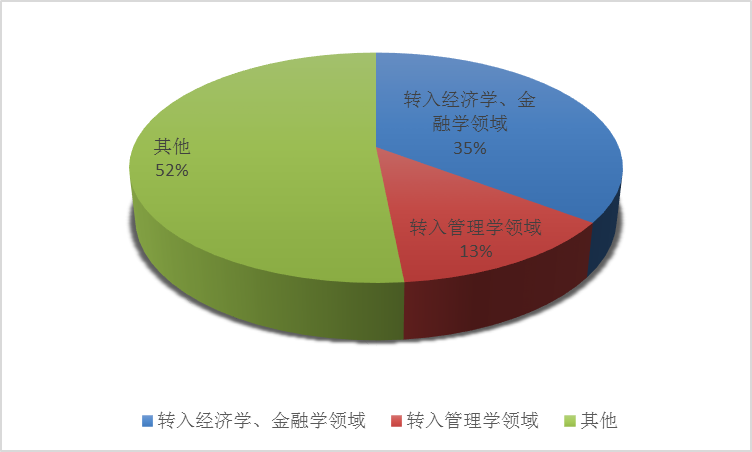 转入经济学、金
融学领域
35%
其他
52%
转入管理学领域
13%
转入经济学、金融学领域 转入管理学领域 其他